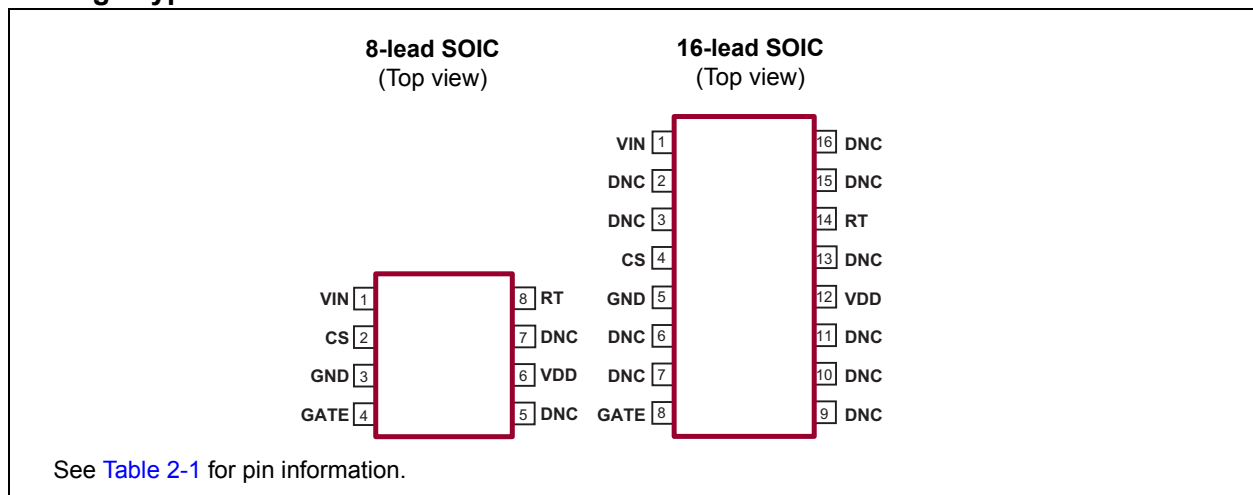 8-lead SOIC
(Top view)
VIN 1
CS 2
GND 3
GATE 4
8 RT
7 DNC
6 VDD
5 DNC
16-lead SOIC
(Top view)
VIN 1
DNC 2
DNC 3
CS 4
GND 5
DNC 6
DNC 7
GATE 8
16 DNC
15 DNC
14 RT
13 DNC
12 VDD
11 DNC
10 DNC
9 DNC
See Table 2-1 for pin information.